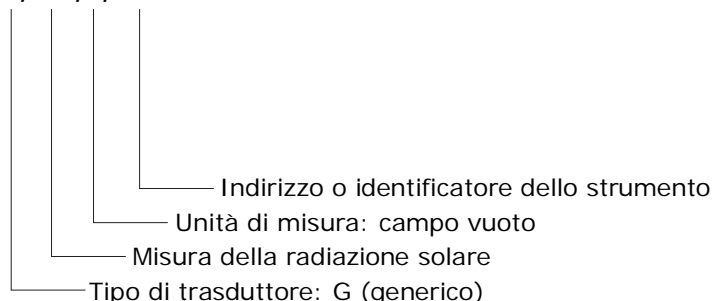 Indirizzo o identificatore dello strumento
Unità di misura: campo vuoto
Misura della radiazione solare
Tipo di trasduttore: G (generico)